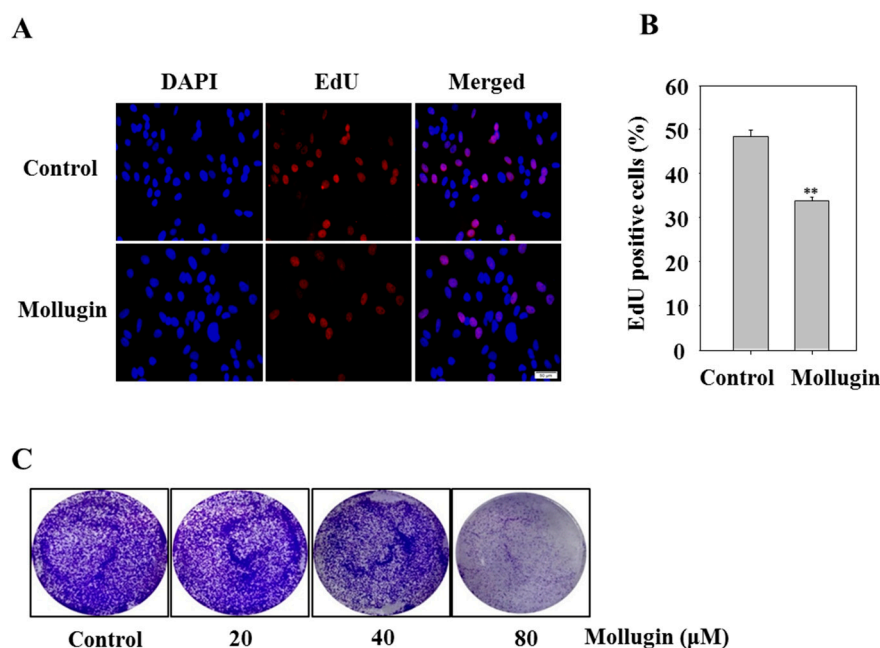 A
DAPI EdU Merged
Control
Mollugin
B
EdU positive cells (%)
60
50
40
30
20
10
0
**
Control Mollugin
C
Control 20 40 80 Mollugin (μM)